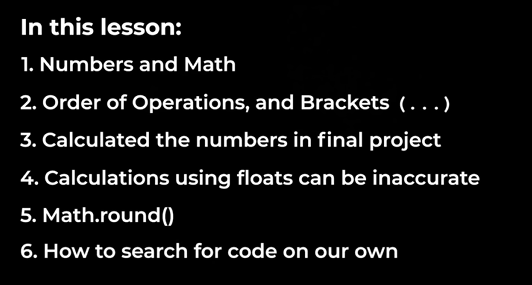 In this lesson:
1. Numbers and Math
2. Order of Operations, and Brackets (...)
3. Calculated the numbers in final project
4. Calculations using floats can be inaccurate
5. Math.round()
6. How to search for code on our own